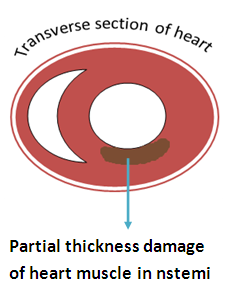 Transverse section of heart
Partial thickness damage
of heart muscle in nstemi